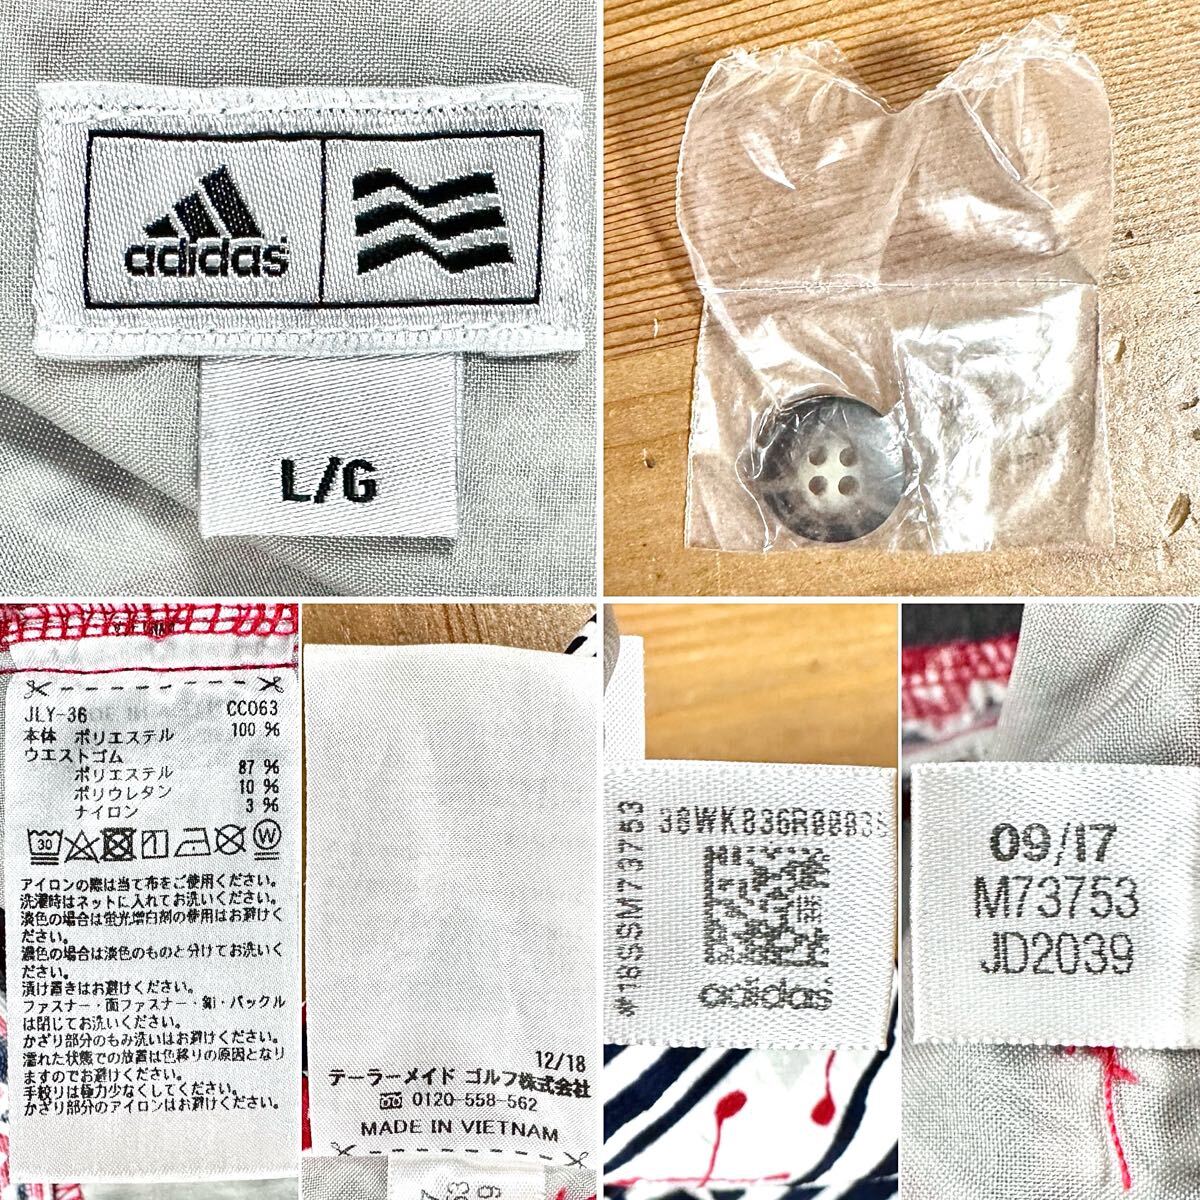 adidas
L/G
JLY-36 CC063
本体 ポリエステル 100 %
ウエストゴム
ポリエステル 87 %
ポリウレタン 10 %
ナイロン 3 %
30
W
アイロンの際は当て布をご使用ください。
洗濯時はネットに入れてお洗いください。
淡色の場合は蛍光増白剤の使用はお避けく
ださい。
濃色の場合は淡色のものと分けてお洗いく
ださい。
漬け置きはお避けください。
ファスナー・面ファスナー・釦・バックル
は閉じてお洗いください。
かざり部分のもみ洗いはお避けください。
濡れた状態での放置は色移りの原因となり
ますのでお避けください。
手絞りは極力少なくしてください。
かざり部分のアイロンはお避けください。
12/18
テーラーメイド ゴルフ株式会社
0120-558-562
MADE IN VIETNAM
*18SSM73753
adidas
09/17
M73753
JD2039